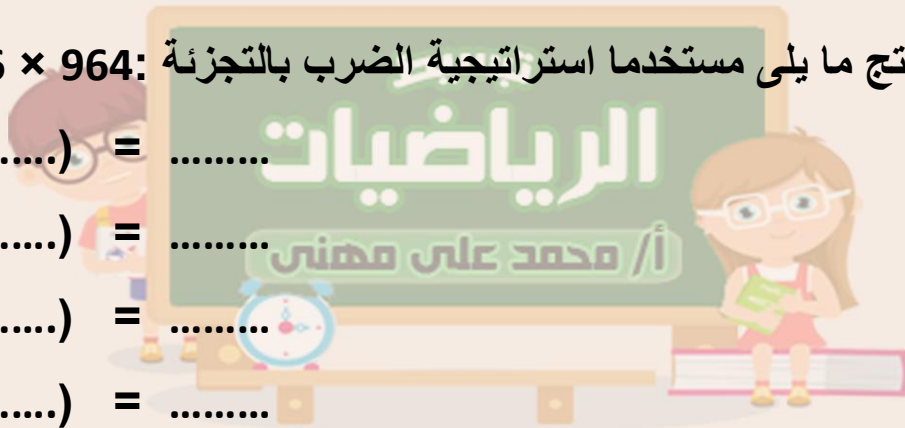 تج ما يلى مستخدما استراتيجية الضرب بالتجزئة :964 ×
الرياضيات
.....) = .........
.....) = .........
أ/ محمد على مهنى
.....) = .........
.....) = .........